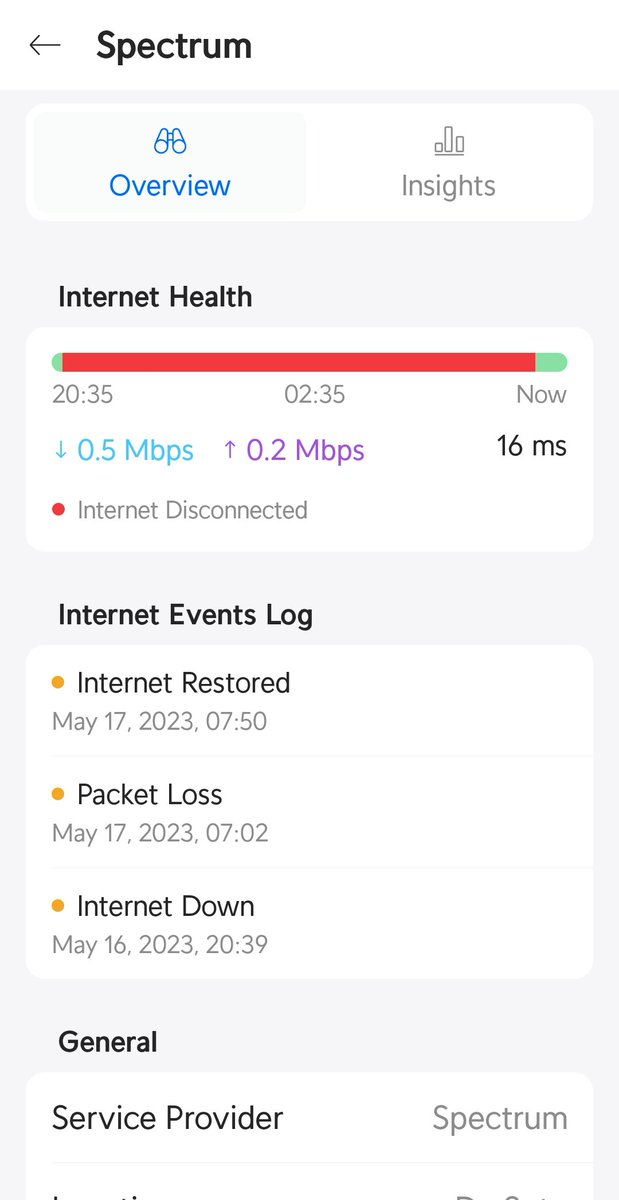 Spectrum
Overview
Insights
Internet Health
20:35 02:35 Now
↓ 0.5 Mbps ↑ 0.2 Mbps 16 ms
Internet Disconnected
Internet Events Log
Internet Restored
May 17, 2023, 07:50
Packet Loss
May 17, 2023, 07:02
Internet Down
May 16, 2023, 20:39
General
Service Provider Spectrum